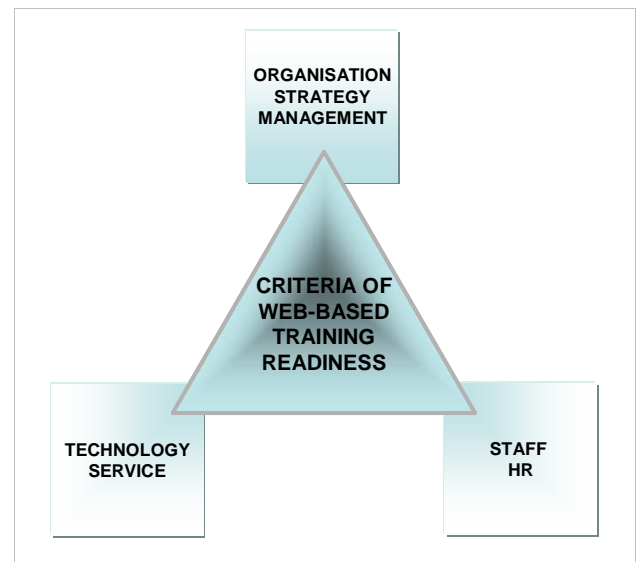 ORGANISATION
STRATEGY
MANAGEMENT
CRITERIA OF
WEB-BASED
TRAINING
READINESS
TECHNOLOGY
SERVICE
STAFF
HR